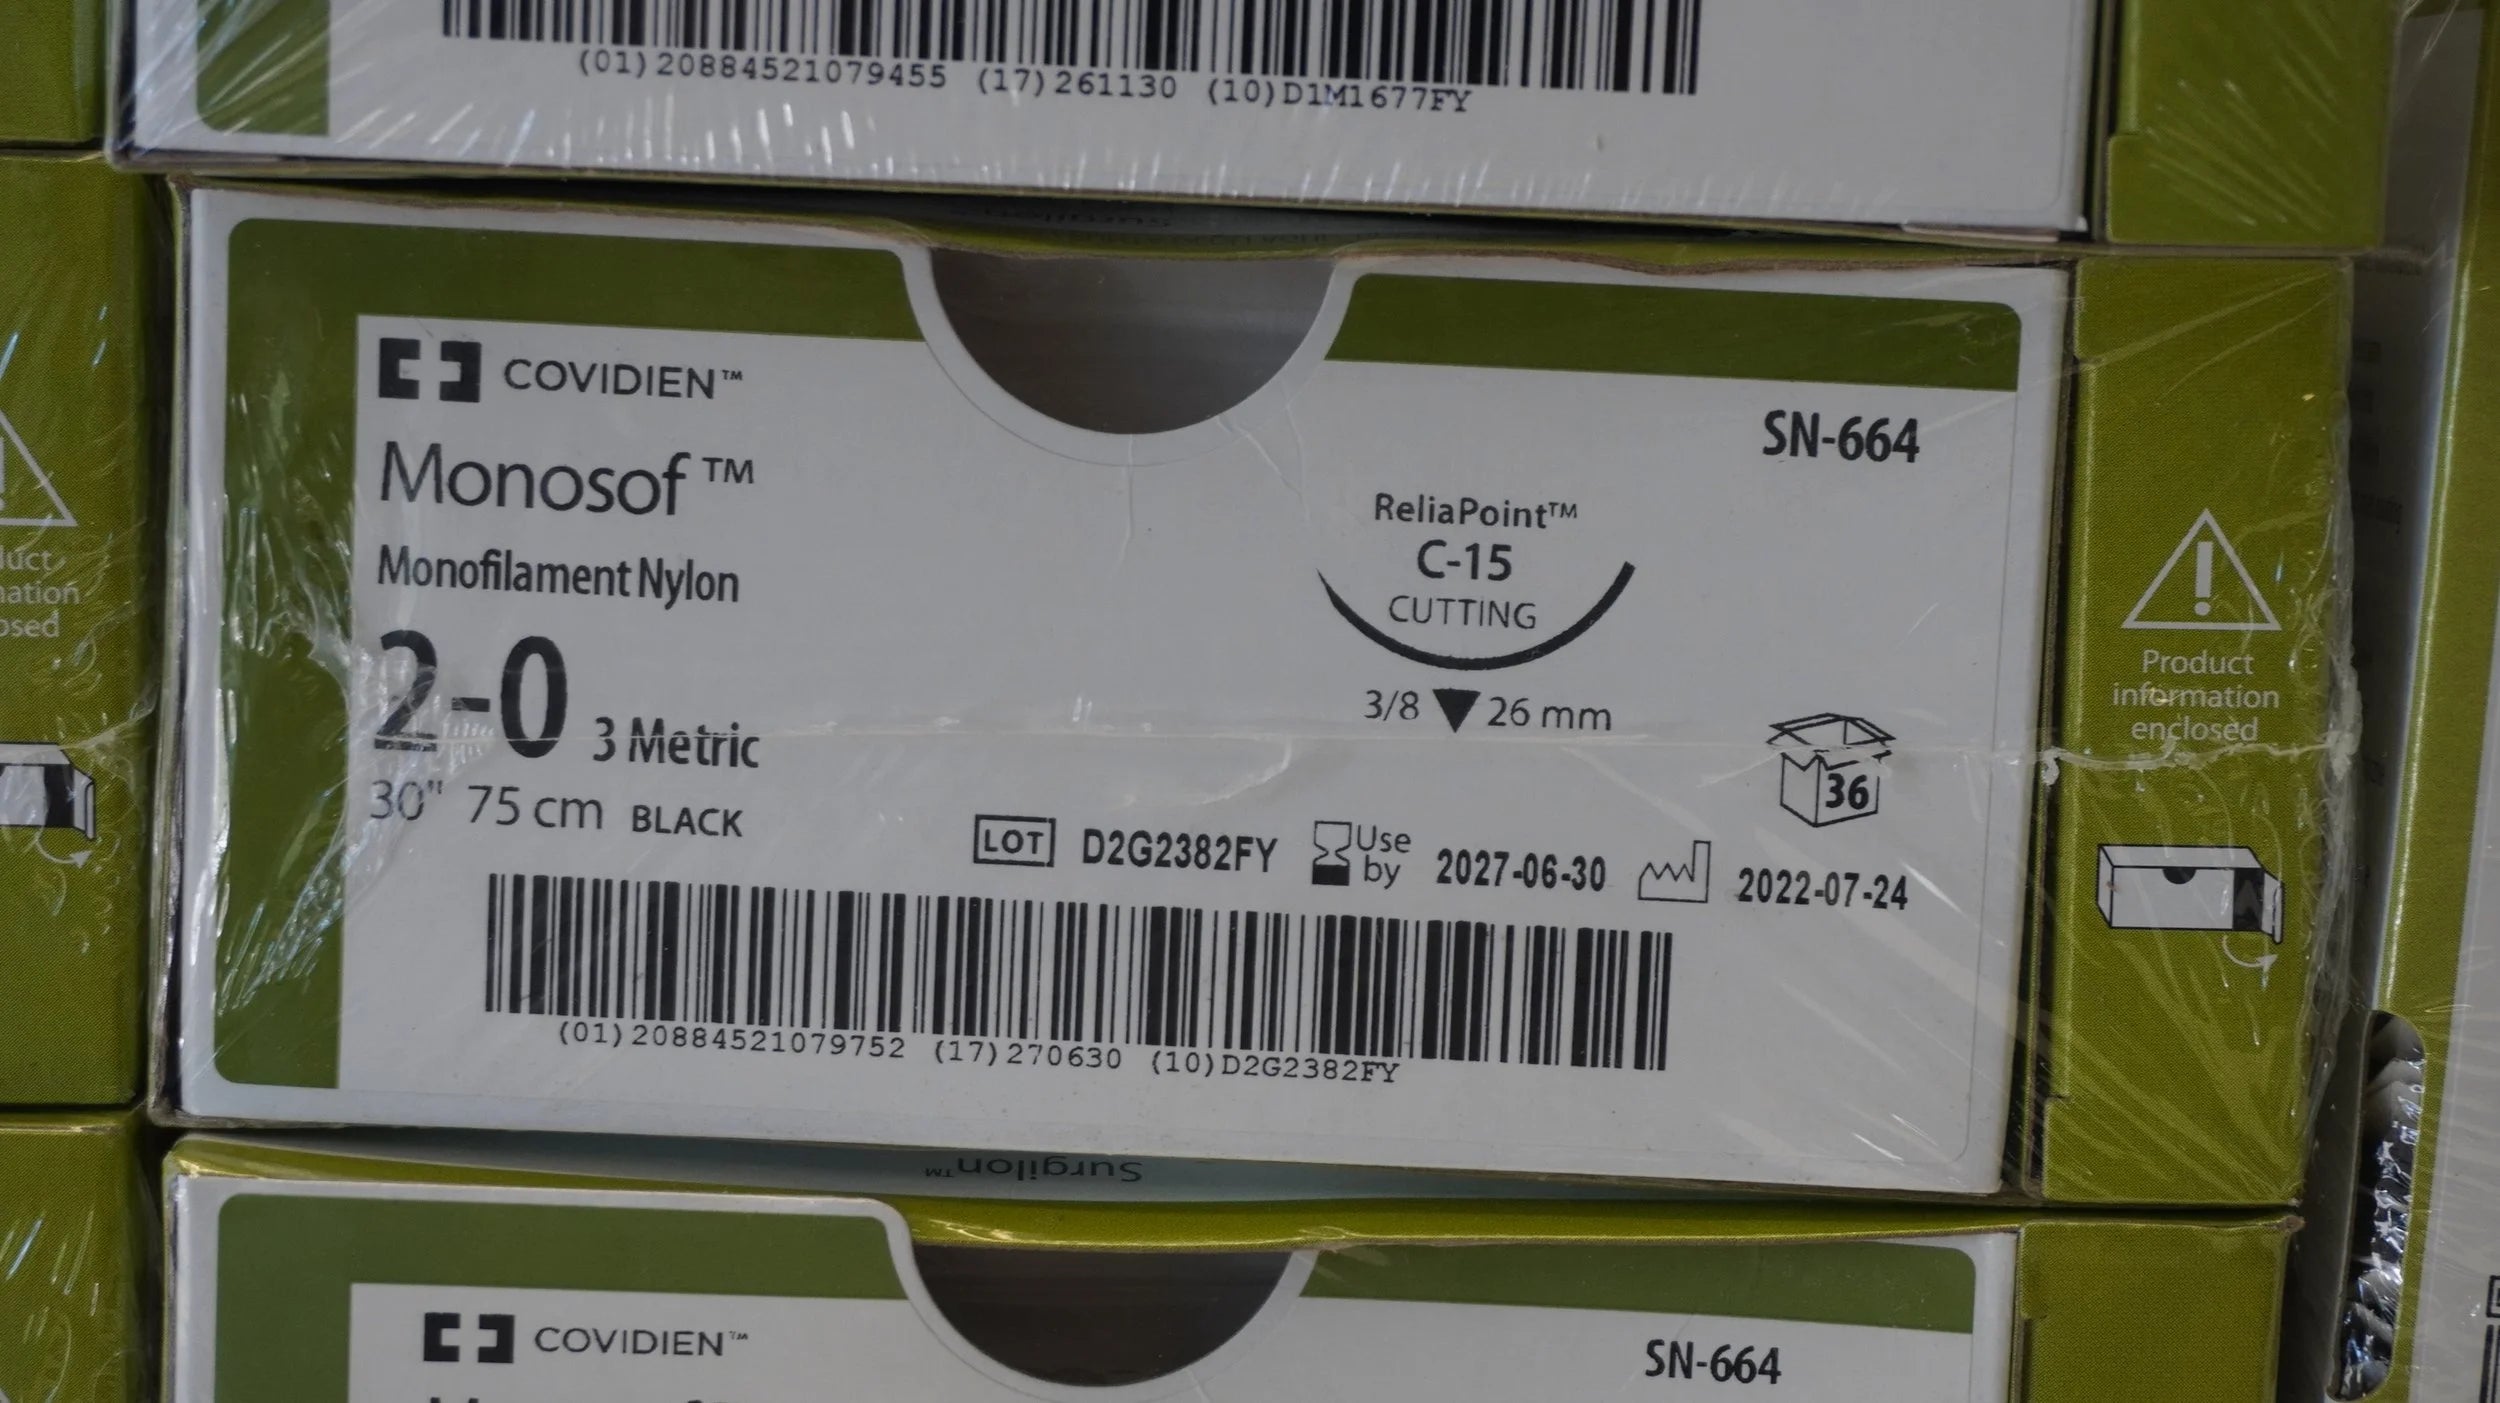 (01)20884521079455 (17)261130 (10)D1M1677FY
COVIDIEN™
Monosof™
Monofilament Nylon
2-0 3 Metric
30" 75 cm BLACK
SN-664
ReliaPoint™
C-15
CUTTING
3/8 26 mm
36
LOT D2G2382FY Use by 2027-06-30 2022-07-24
(01)20884521079752 (17)270630 (10)D2G2382FY
Product
information
enclosed
Surgilon™
COVIDIEN™
SN-664